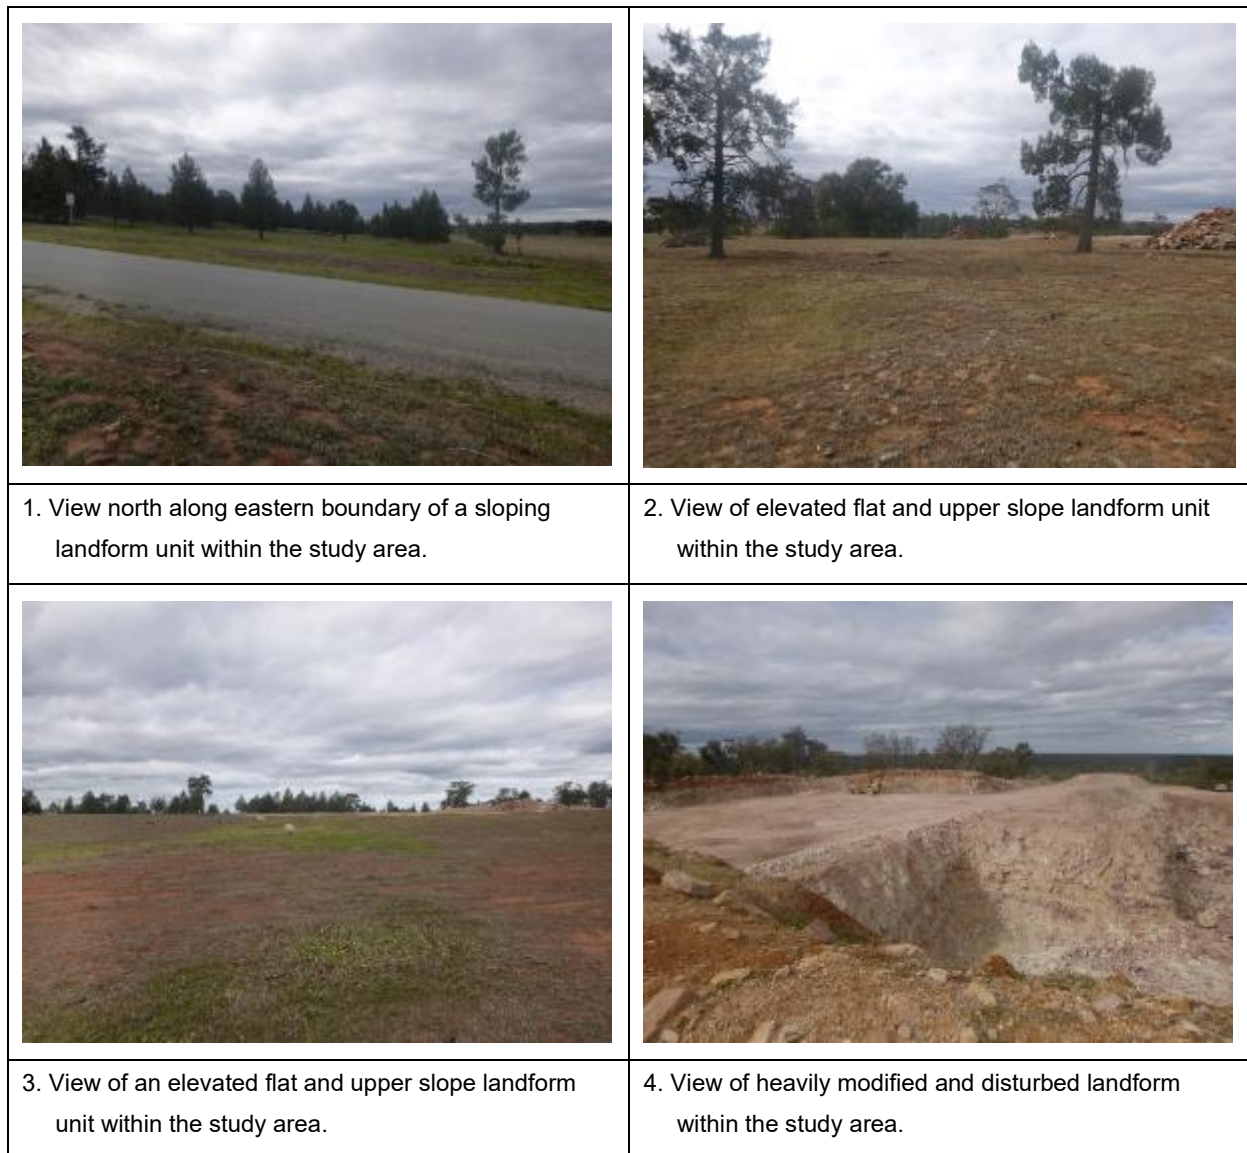 1. View north along eastern boundary of a sloping
landform unit within the study area.
2. View of elevated flat and upper slope landform unit
within the study area.
3. View of an elevated flat and upper slope landform
unit within the study area.
4. View of heavily modified and disturbed landform
within the study area.